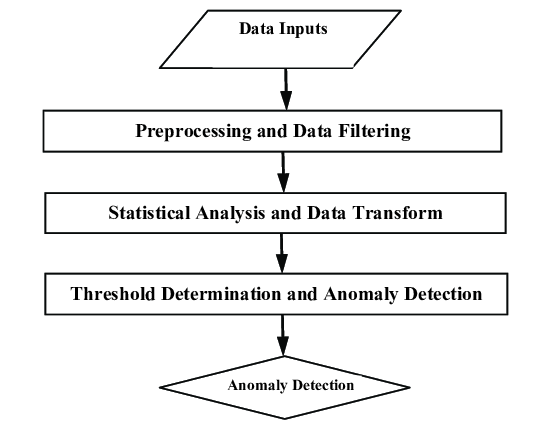 Data Inputs
Preprocessing and Data Filtering
Statistical Analysis and Data Transform
Threshold Determination and Anomaly Detection
Anomaly Detection